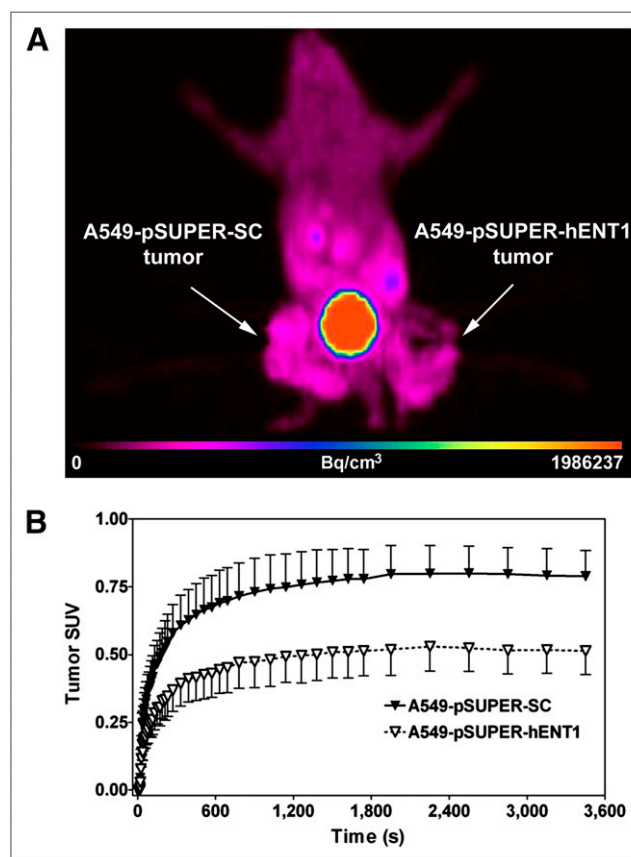 A
A549-pSUPER-SC
tumor
A549-pSUPER-hENT1
tumor
0
Bq/cm³
1986237
B
1.00
0.75
0.50
0.25
0.00
Tumor SUV
A549-pSUPER-SC
A549-pSUPER-hENT1
0
600
1,200
1,800
2,400
3,000
3,600
Time (s)